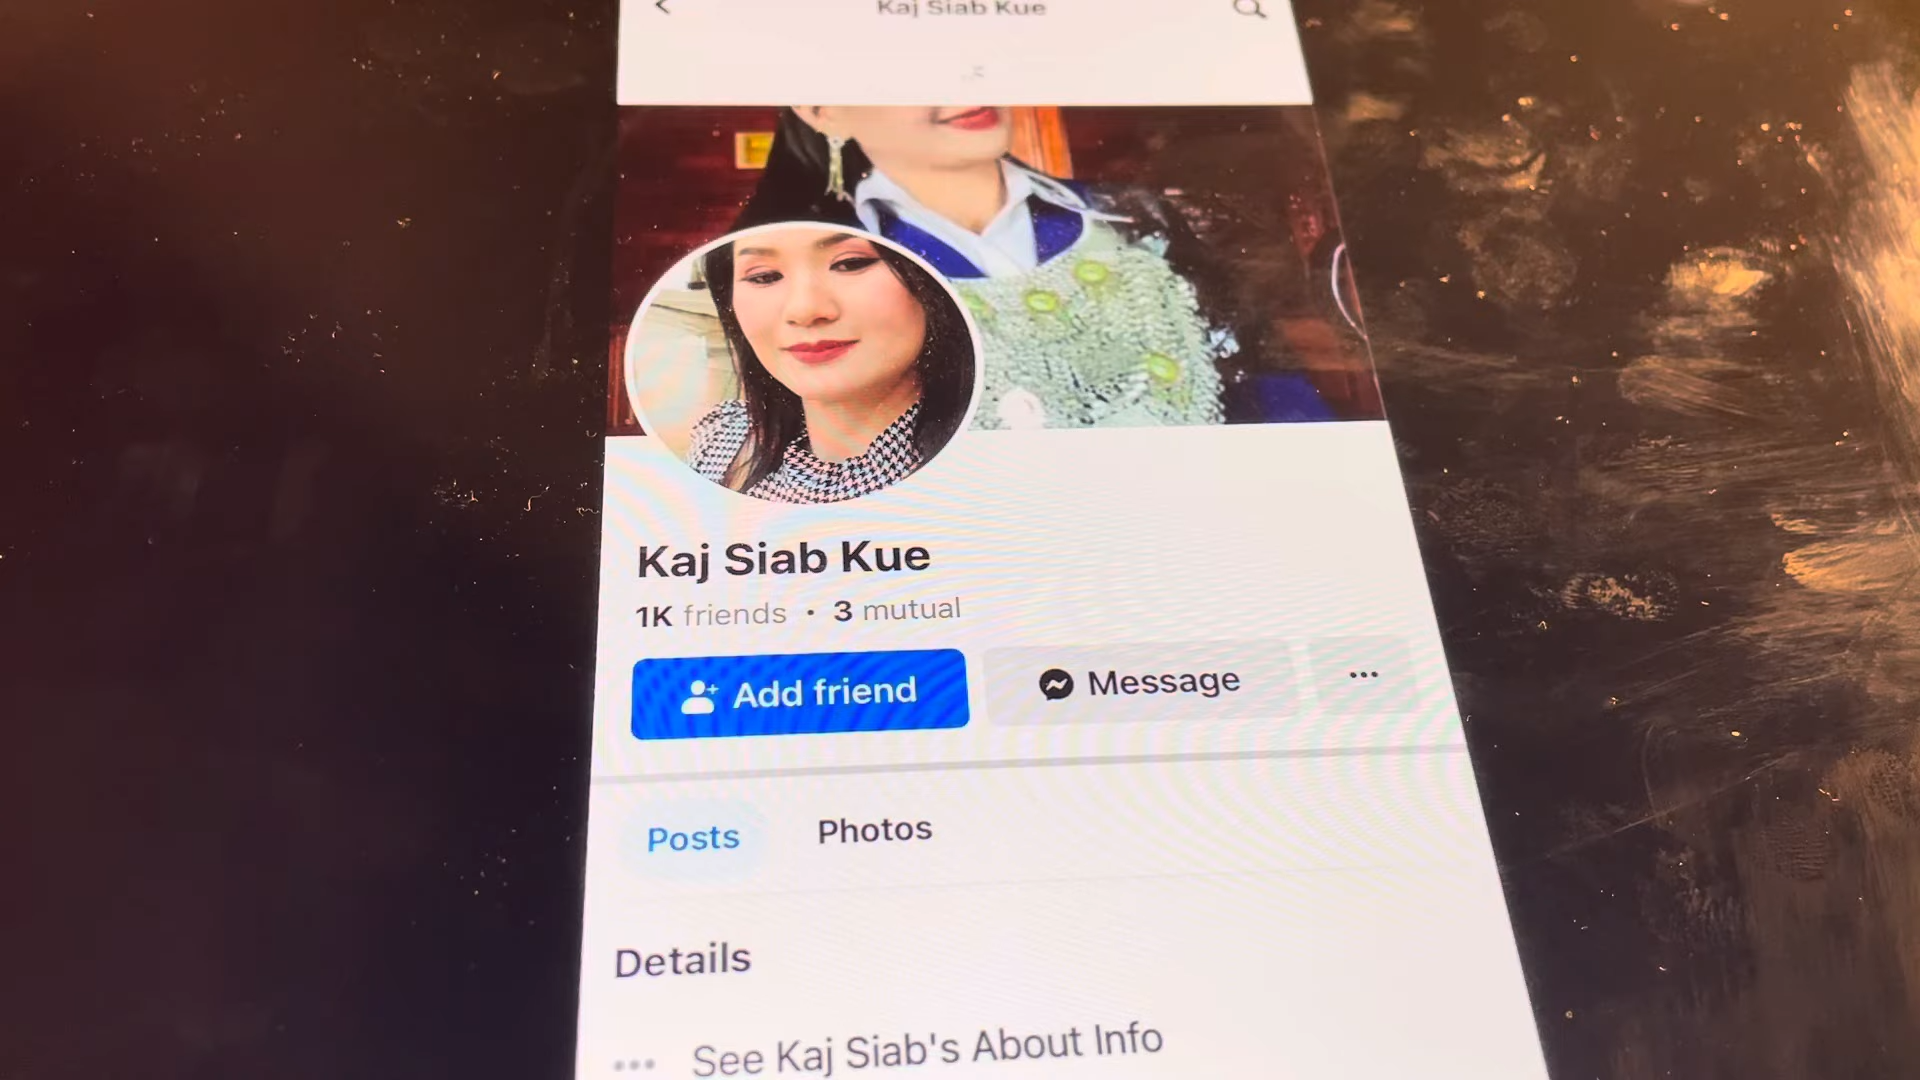 Kaj Siab Kue
Kaj Siab Kue
1K friends · 3 mutual
Add friend
Message
Posts
Photos
Details
See Kaj Siab's About Info